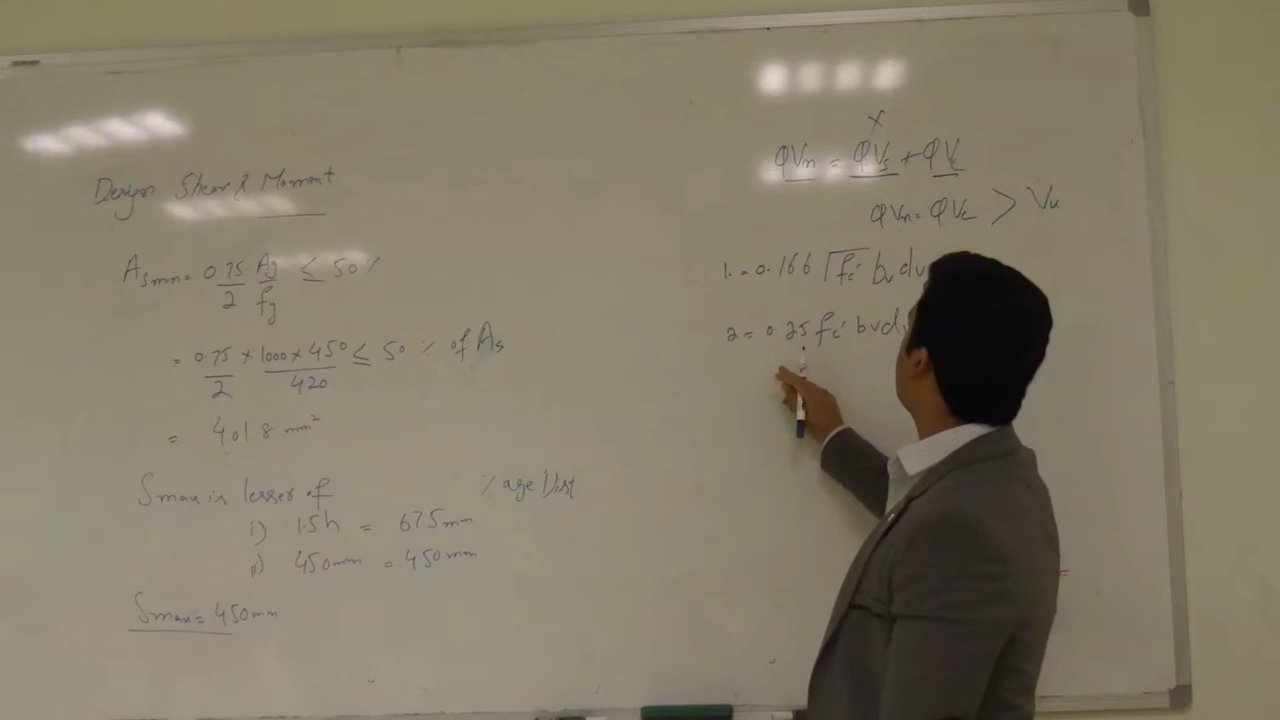 Design Shear & Moment
Asmin = 0.75/2 Ag/fy ≤ 50 %
= 0.75/2 × 1000 × 450/420 ≤ 50 % of As
= 401.8 mm²
Smax is lesser of
i) 1.5h = 675mm
ii) 450mm = 450mm
Smax = 450mm
% age Dist
x
φVn = φVs + φVc
φVn = φVc > Vu
1. = 0.166 √fc' bv dv
2 = 0.25 fc' bv dv